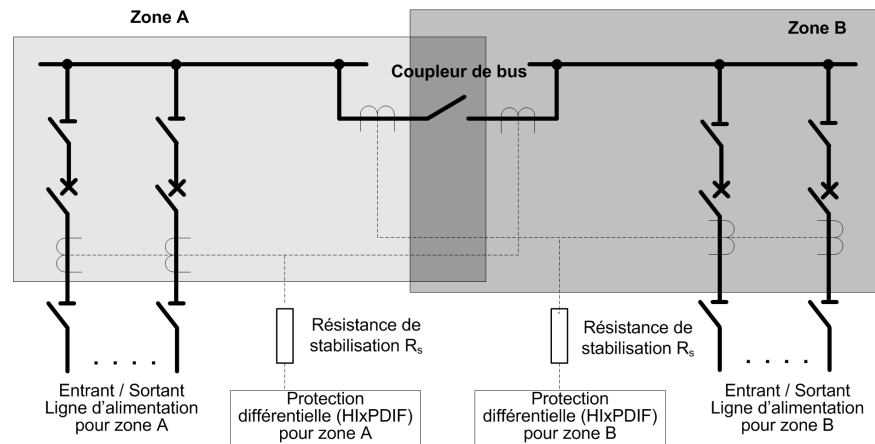 Zone A
Zone B
Coupleur de bus
Résistance de
stabilisation Rs
Résistance de
stabilisation Rs
. . . .
. . . .
Entrant / Sortant
Ligne d'alimentation
pour zone A
Protection
différentielle (HIxPDIF)
pour zone A
Protection
différentielle (HIxPDIF)
pour zone B
Entrant / Sortant
Ligne d'alimentation
pour zone B